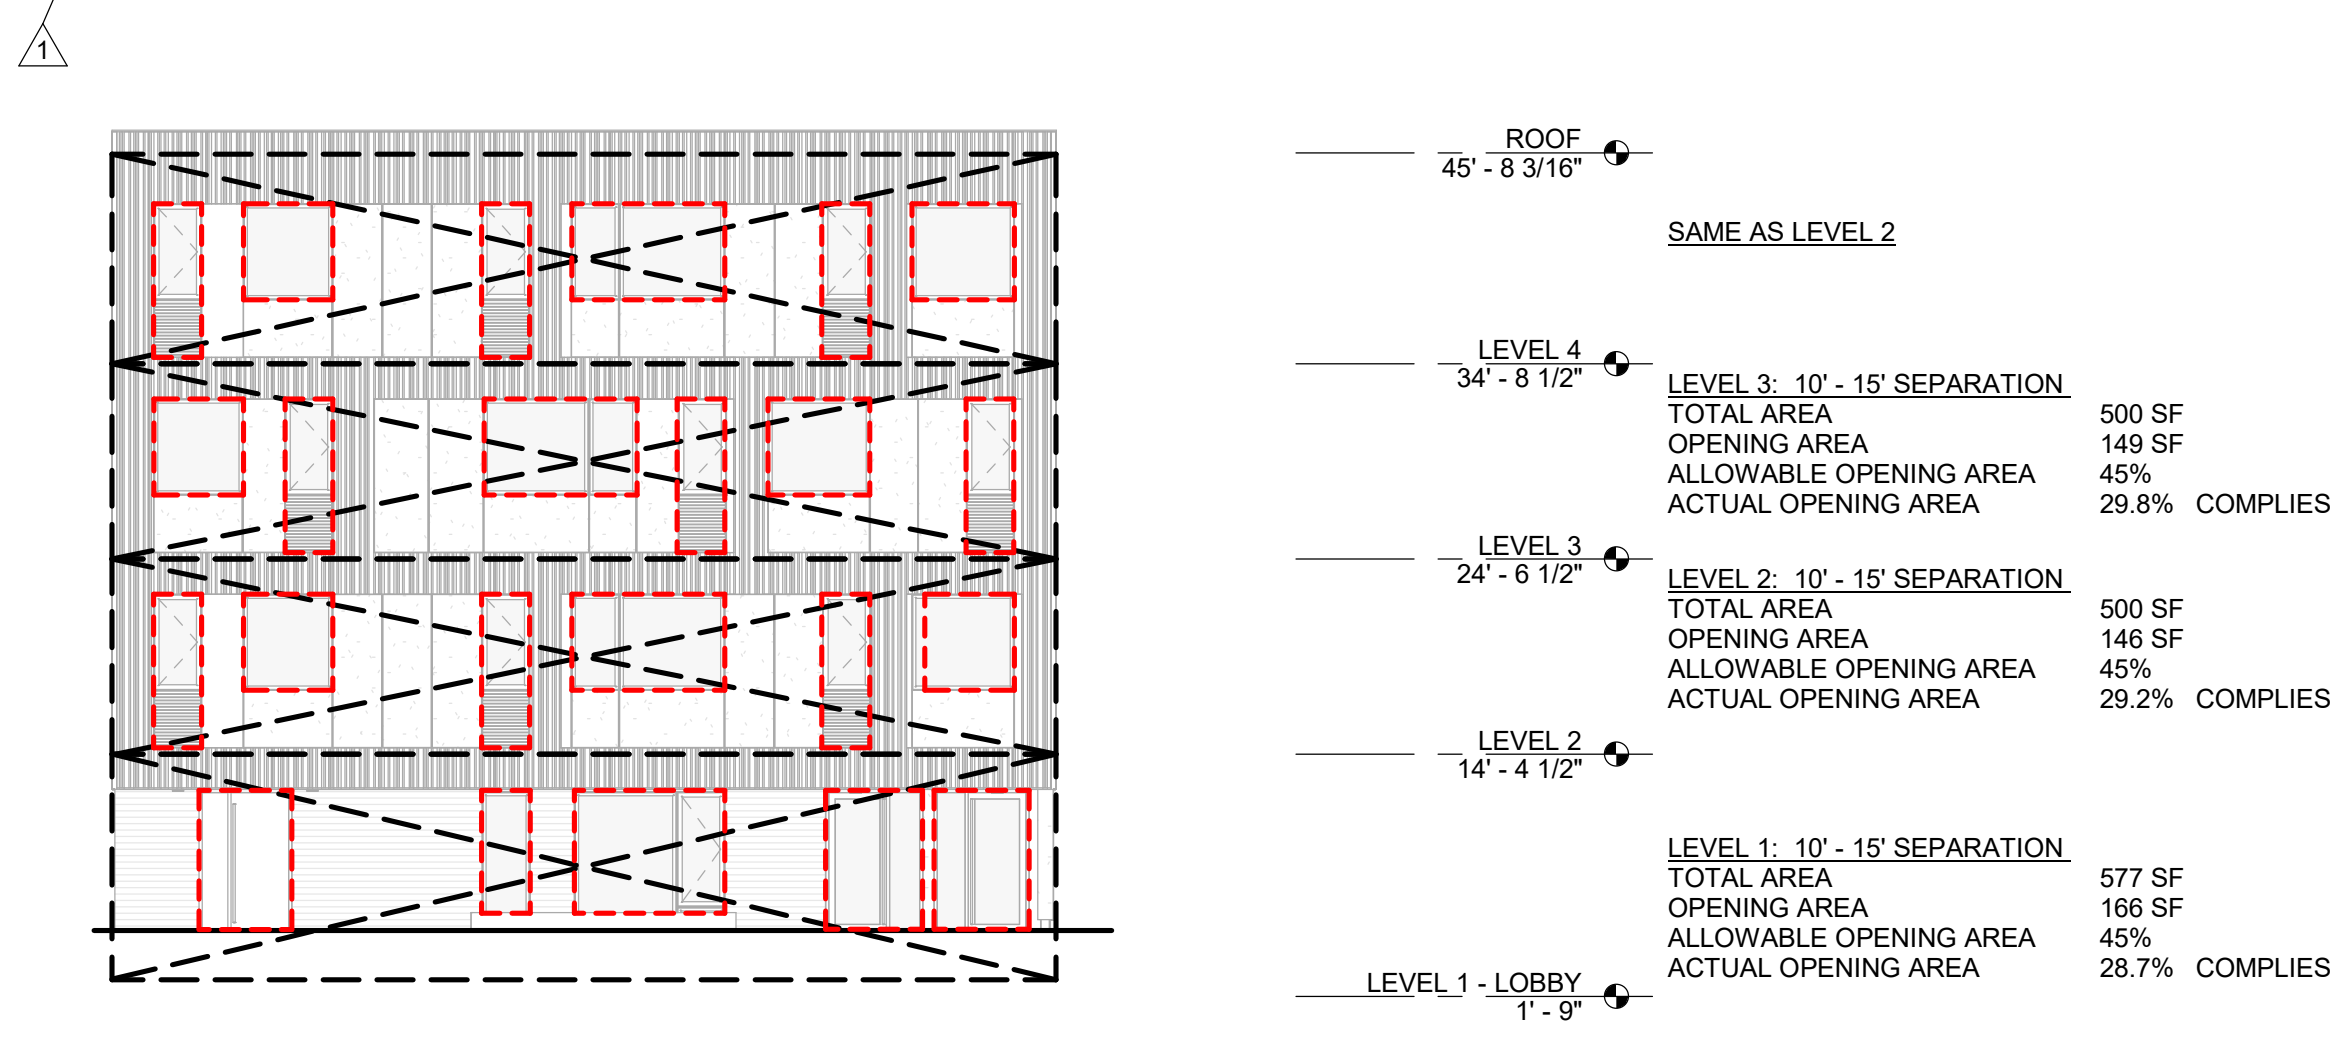 1
ROOF
45' - 8 3/16"
SAME AS LEVEL 2
LEVEL 4
34' - 8 1/2"
LEVEL 3: 10' - 15' SEPARATION
TOTAL AREA 500 SF
OPENING AREA 149 SF
ALLOWABLE OPENING AREA 45%
ACTUAL OPENING AREA 29.8% COMPLIES
LEVEL 3
24' - 6 1/2"
LEVEL 2: 10' - 15' SEPARATION
TOTAL AREA 500 SF
OPENING AREA 146 SF
ALLOWABLE OPENING AREA 45%
ACTUAL OPENING AREA 29.2% COMPLIES
LEVEL 2
14' - 4 1/2"
LEVEL 1: 10' - 15' SEPARATION
TOTAL AREA 577 SF
OPENING AREA 166 SF
ALLOWABLE OPENING AREA 45%
ACTUAL OPENING AREA 28.7% COMPLIES
LEVEL 1 - LOBBY
1' - 9"